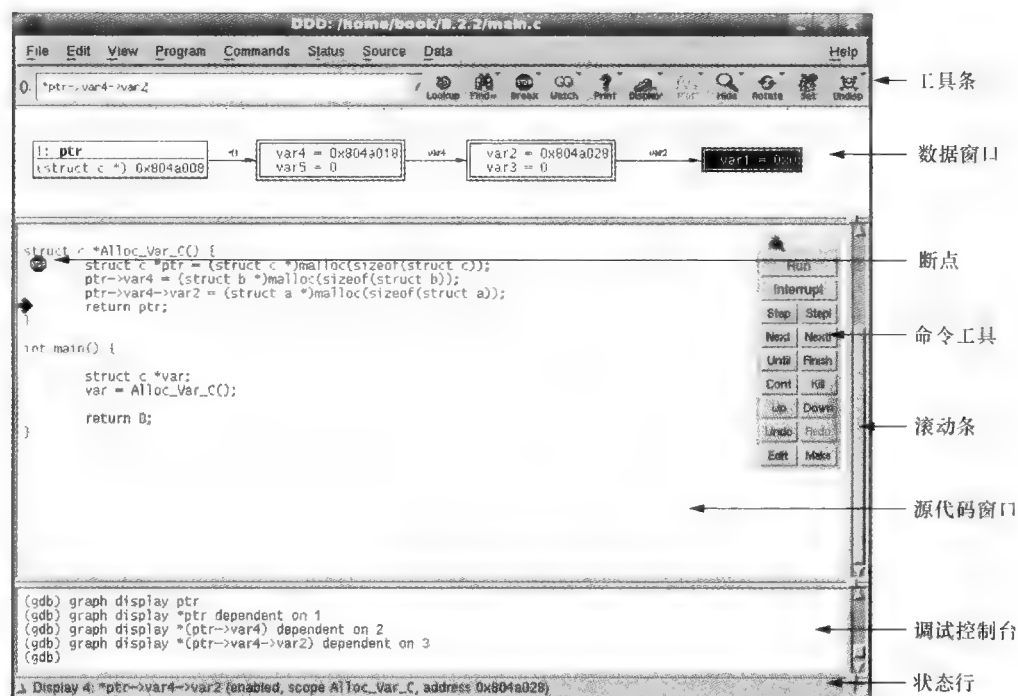 DDD: /home/book/8.2.2/main.c
File Edit View Program Commands Status Source Data Help
0: *ptr->var4->var2
Lookup Find» Break Watch Print Display Hide Rotate Set Undisp
工具条
1: ptr
(struct c *) 0x804a008
*()
var4 = 0x804a018
var5 = 0
var4
var2 = 0x804a028
var3 = 0
var2
var1 = 0x0
数据窗口
struct c *Alloc_Var_C() {
struct c *ptr = (struct c *)malloc(sizeof(struct c));
ptr->var4 = (struct b *)malloc(sizeof(struct b));
ptr->var4->var2 = (struct a *)malloc(sizeof(struct a));
return ptr;
}
int main() {
struct c *var;
var = Alloc_Var_C();
return 0;
}
断点
Run
Interrupt
Step Stepi
Next Nexti
Until Finish
Cont Kill
Up Down
Undo Redo
Edit Make
命令工具
滚动条
源代码窗口
(gdb) graph display ptr
(gdb) graph display *ptr dependent on 1
(gdb) graph display *(ptr->var4) dependent on 2
(gdb) graph display *(ptr->var4->var2) dependent on 3
(gdb)
调试控制台
Display 4: *ptr->var4->var2 (enabled, scope Alloc_Var_C, address 0x804a028)
状态行